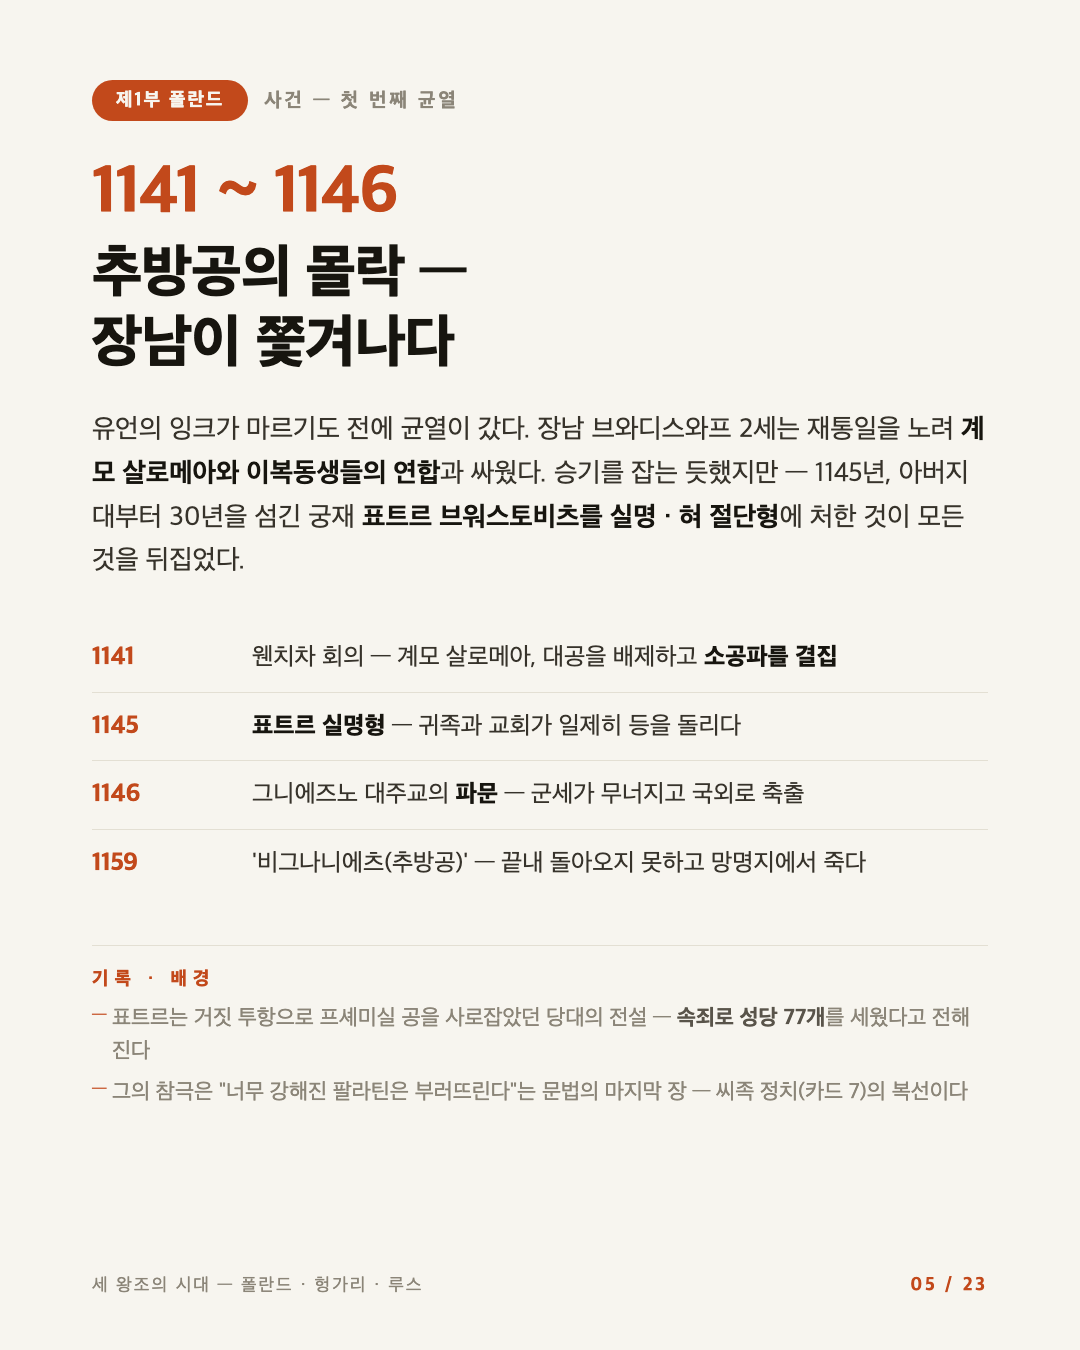 제1부 폴란드 사건 — 첫 번째 균열
1141 ~ 1146
추방공의 몰락 —
장남이 쫓겨나다
유언의 잉크가 마르기도 전에 균열이 갔다. 장남 브와디스와프 2세는 재통일을 노려 계
모 살로메아와 이복동생들의 연합과 싸웠다. 승기를 잡는 듯했지만 — 1145년, 아버지
대부터 30년을 섬긴 궁재 표트르 브워스토비츠를 실명 · 혀 절단형에 처한 것이 모든
것을 뒤집었다.
1141 웬치차 회의 — 계모 살로메아, 대공을 배제하고 소공파를 결집
1145 표트르 실명형 — 귀족과 교회가 일제히 등을 돌리다
1146 그니에즈노 대주교의 파문 — 군세가 무너지고 국외로 축출
1159 '비그나니에츠(추방공)' — 끝내 돌아오지 못하고 망명지에서 죽다
기록 · 배경
— 표트르는 거짓 투항으로 프셰미실 공을 사로잡았던 당대의 전설 — 속죄로 성당 77개를 세웠다고 전해
진다
— 그의 참극은 "너무 강해진 팔라틴은 부러뜨린다"는 문법의 마지막 장 — 씨족 정치(카드 7)의 복선이다
세 왕조의 시대 — 폴란드 · 헝가리 · 루스
05 / 23